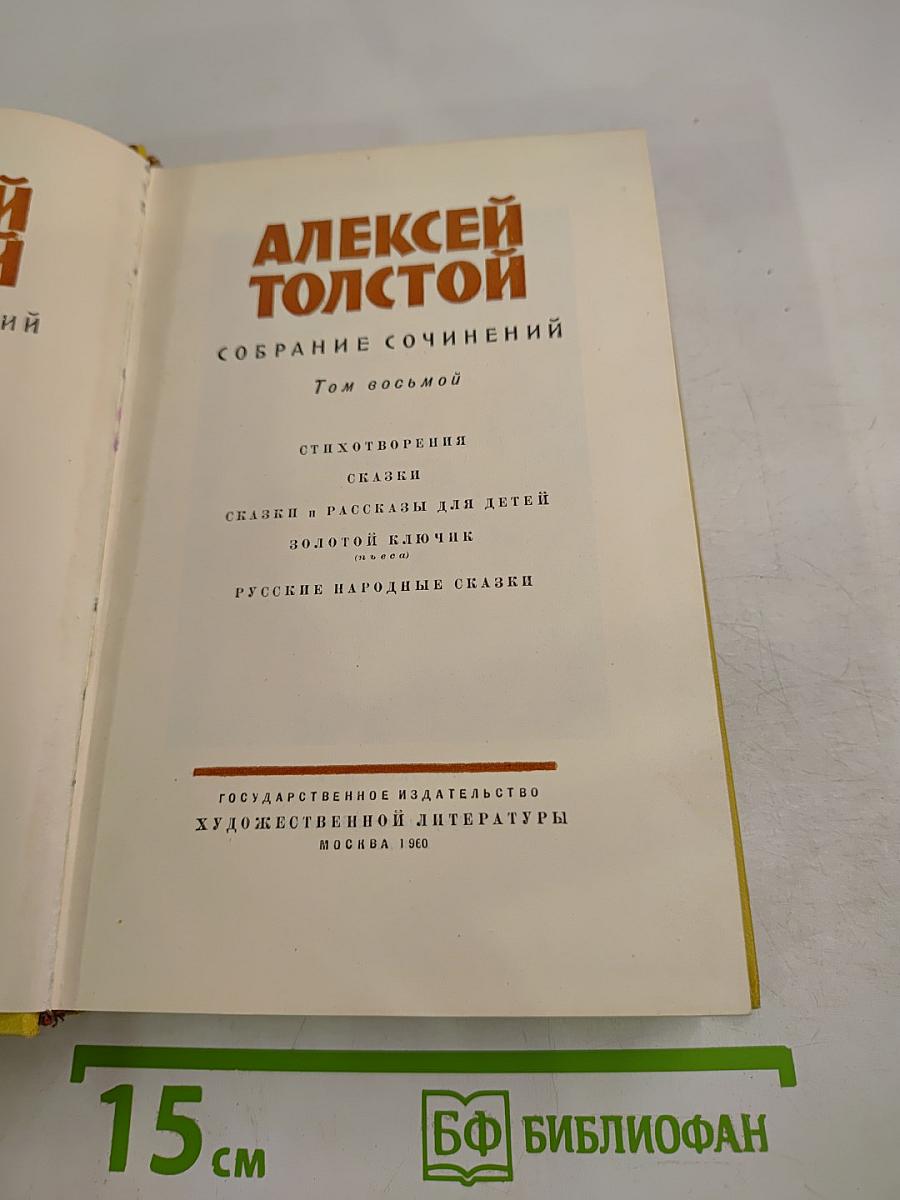 Й
Й
ИЙ
АЛЕКСЕЙ
ТОЛСТОЙ
СОБРАНИЕ СОЧИНЕНИЙ
Том восьмой
СТИХОТВОРЕНИЯ
СКАЗКИ
СКАЗКИ и РАССКАЗЫ ДЛЯ ДЕТЕЙ
ЗОЛОТОЙ КЛЮЧИК
(пьеса)
РУССКИЕ НАРОДНЫЕ СКАЗКИ
ГОСУДАРСТВЕННОЕ ИЗДАТЕЛЬСТВО
ХУДОЖЕСТВЕННОЙ ЛИТЕРАТУРЫ
МОСКВА 1960
15 см
БФ БИБЛИОФАН